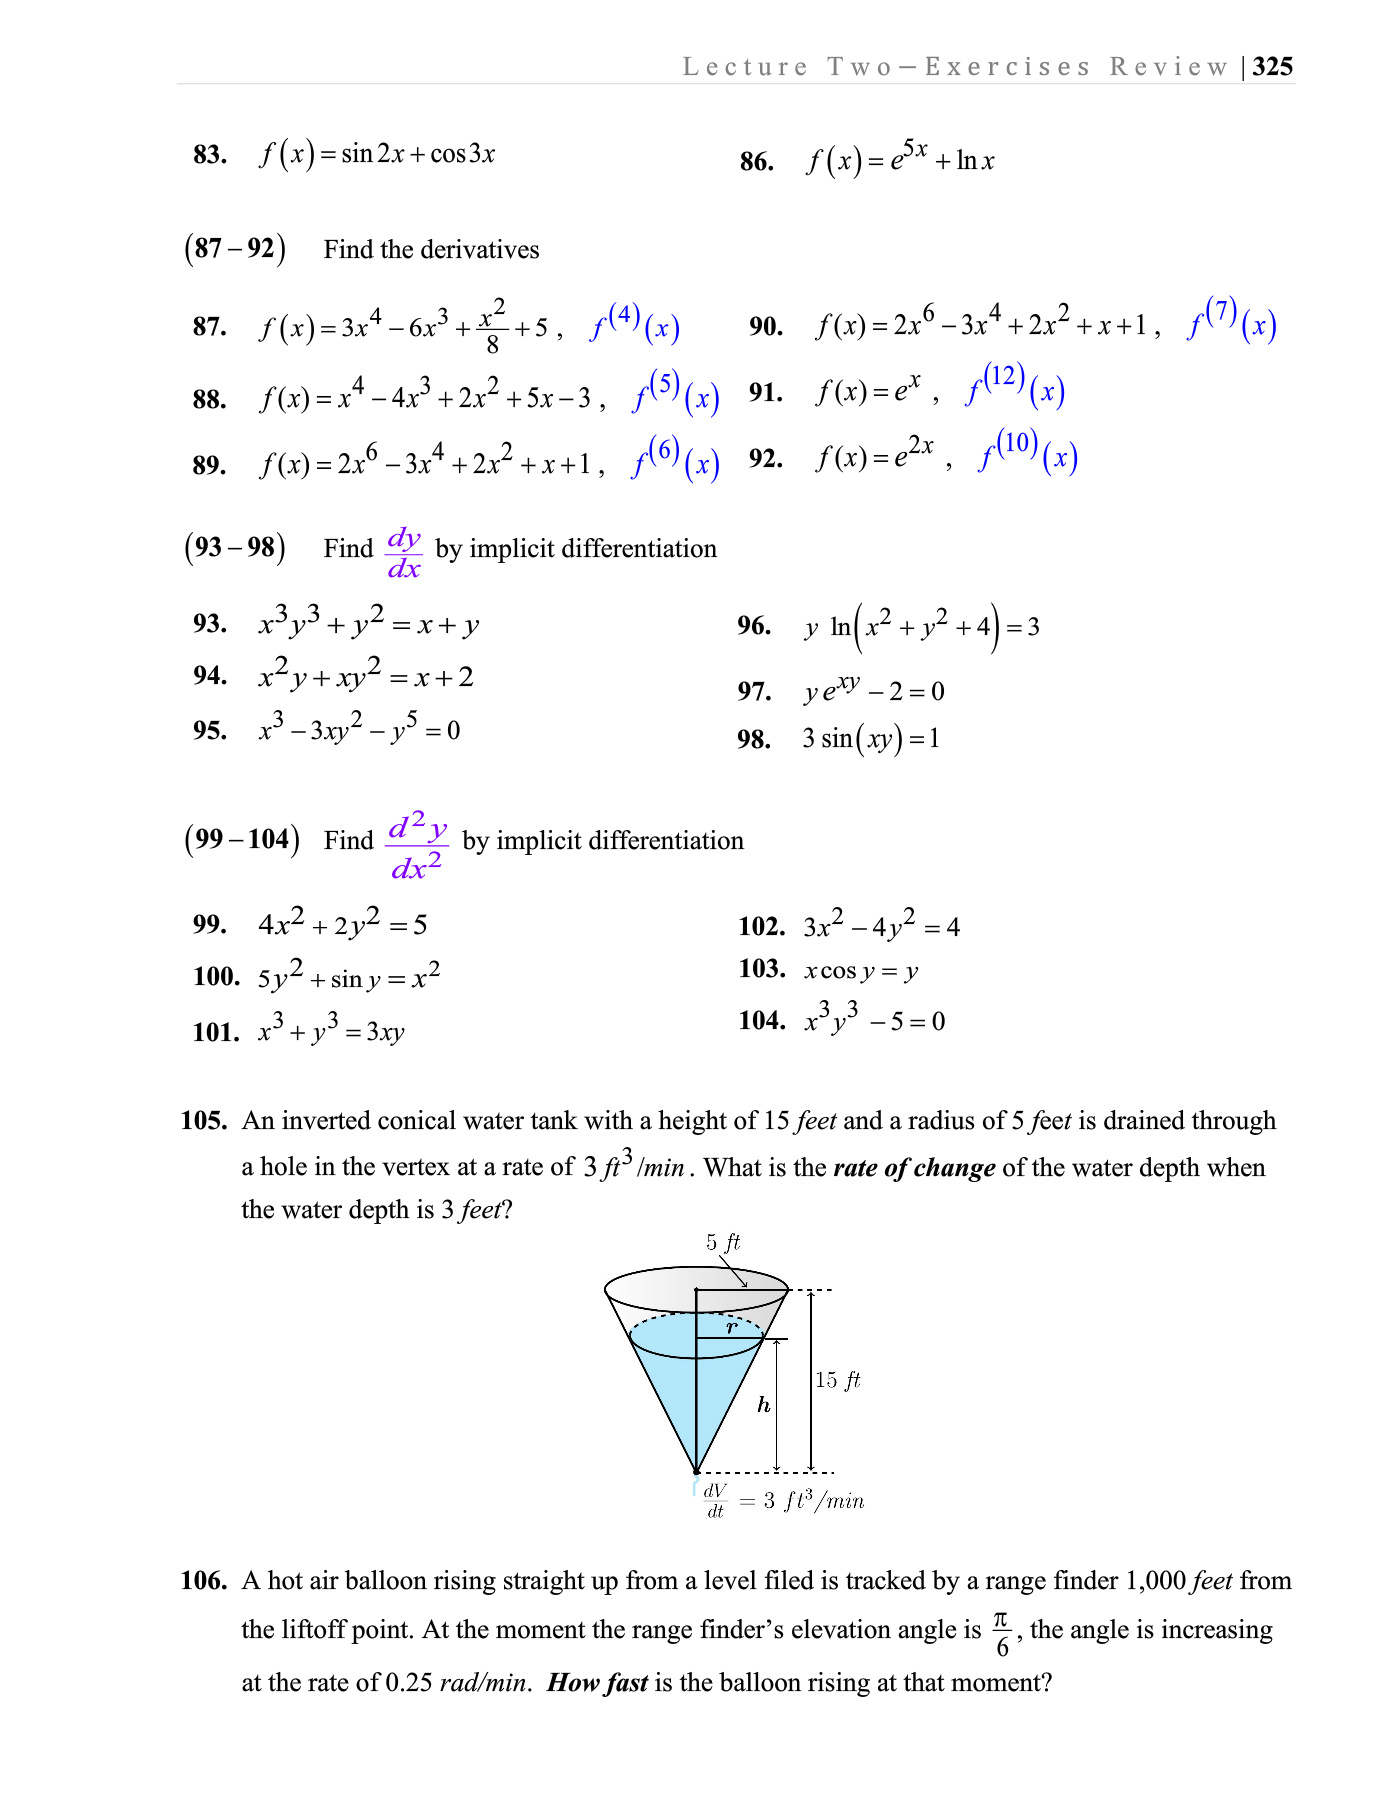 Lecture Two—Exercises Review | 325
83. f(x) = sin 2x + cos 3x
86. f(x) = e^{5x} + ln x
(87 – 92) Find the derivatives
87. f(x) = 3x^4 – 6x^3 + x^2/8 + 5 , f^(4)(x)
90. f(x) = 2x^6 – 3x^4 + 2x^2 + x + 1 , f^(7)(x)
88. f(x) = x^4 – 4x^3 + 2x^2 + 5x – 3 , f^(5)(x)
91. f(x) = e^x , f^(12)(x)
89. f(x) = 2x^6 – 3x^4 + 2x^2 + x + 1 , f^(6)(x)
92. f(x) = e^{2x} , f^(10)(x)
(93 – 98) Find dy/dx by implicit differentiation
93. x^3y^3 + y^2 = x + y
96. y ln(x^2 + y^2 + 4) = 3
94. x^2y + xy^2 = x + 2
97. y e^{xy} – 2 = 0
95. x^3 – 3xy^2 – y^5 = 0
98. 3 sin(xy) = 1
(99 – 104) Find d^2y/dx^2 by implicit differentiation
99. 4x^2 + 2y^2 = 5
102. 3x^2 – 4y^2 = 4
100. 5y^2 + sin y = x^2
103. x cos y = y
101. x^3 + y^3 = 3xy
104. x^3y^3 – 5 = 0
105. An inverted conical water tank with a height of 15 feet and a radius of 5 feet is drained through
a hole in the vertex at a rate of 3 ft^3/min. What is the rate of change of the water depth when
the water depth is 3 feet?
5 ft
r
15 ft
h
dV/dt = 3 ft^3/min
106. A hot air balloon rising straight up from a level filed is tracked by a range finder 1,000 feet from
the liftoff point. At the moment the range finder’s elevation angle is π/6, the angle is increasing
at the rate of 0.25 rad/min. How fast is the balloon rising at that moment?